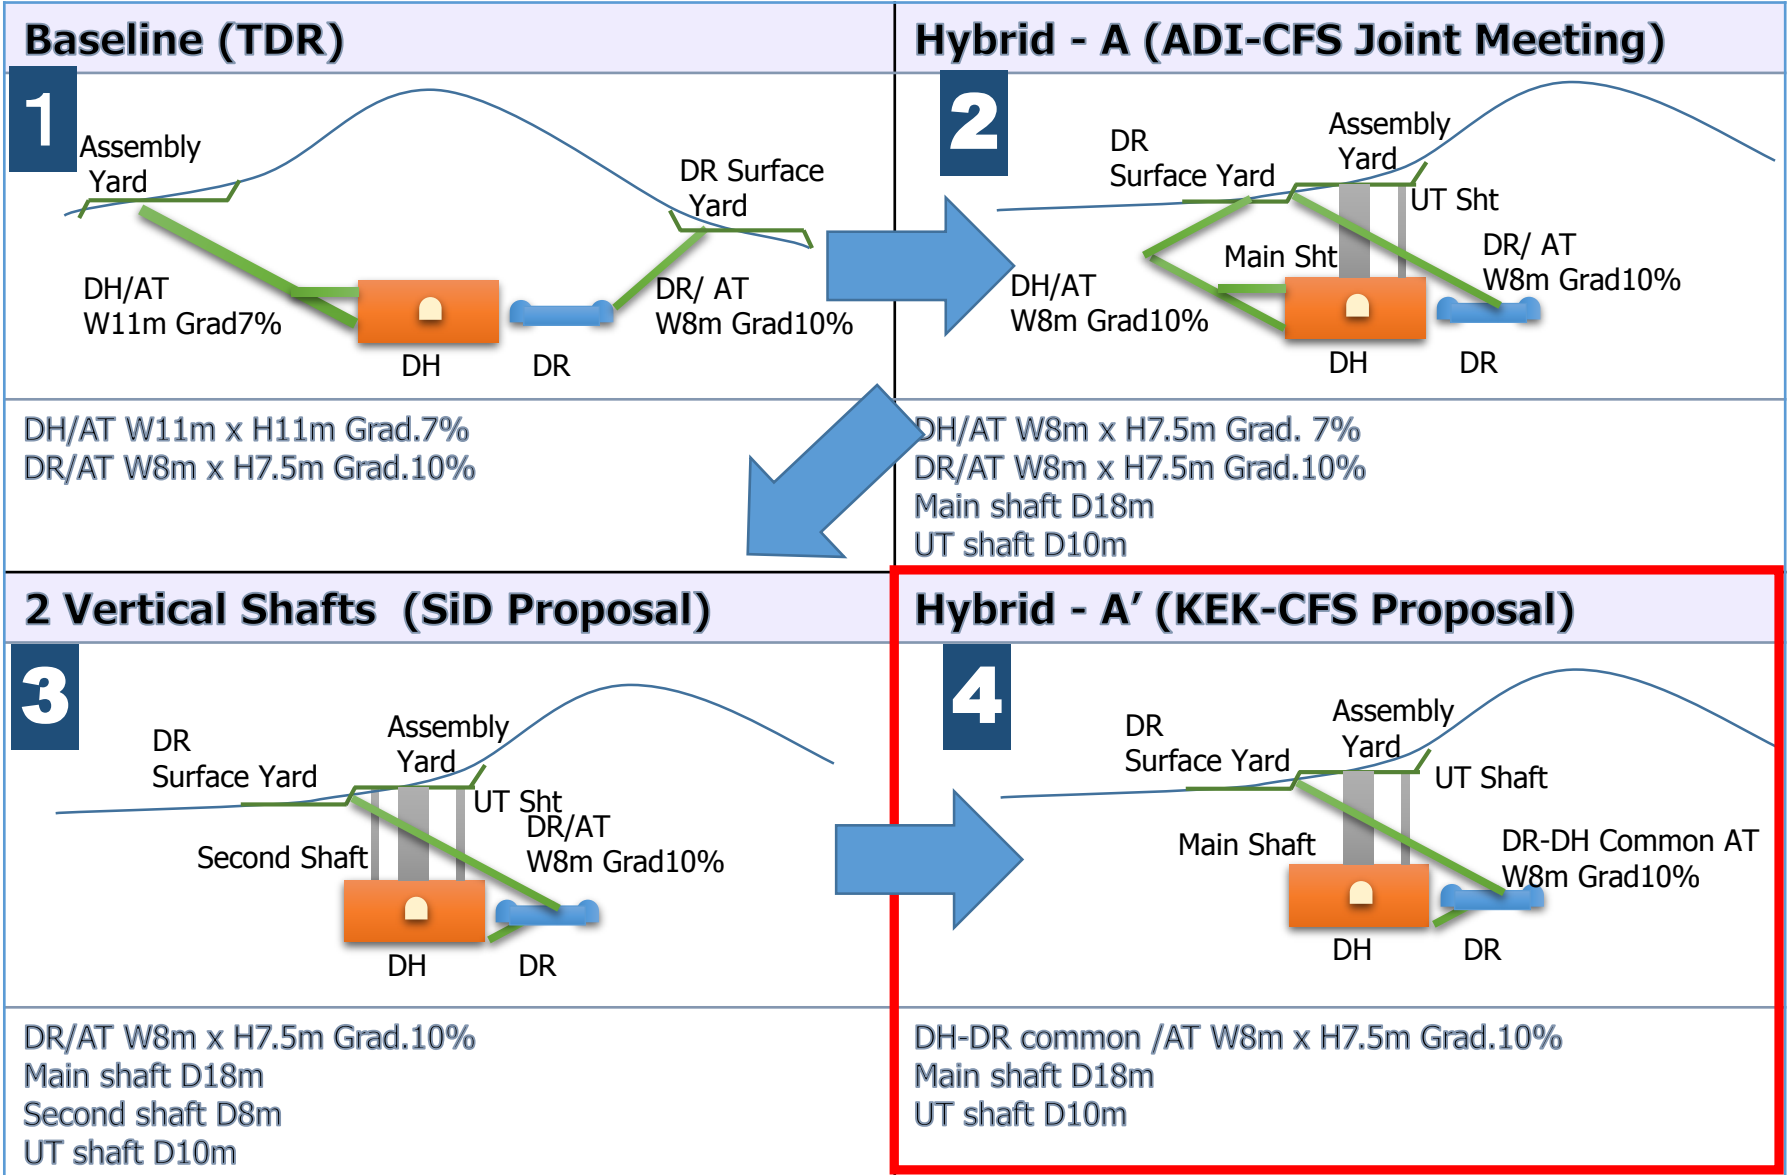 Baseline (TDR)
1
Assembly
Yard
DR Surface
Yard
DH/AT
W11m Grad7%
DR/ AT
W8m Grad10%
DH
DR
DH/AT W11m x H11m Grad.7%
DR/AT W8m x H7.5m Grad.10%
Hybrid - A (ADI-CFS Joint Meeting)
2
DR
Surface Yard
Assembly
Yard
UT Sht
Main Sht
DR/ AT
W8m Grad10%
DH/AT
W8m Grad10%
DH
DR
DH/AT W8m x H7.5m Grad. 7%
DR/AT W8m x H7.5m Grad.10%
Main shaft D18m
UT shaft D10m
2 Vertical Shafts (SiD Proposal)
3
DR
Surface Yard
Assembly
Yard
UT Sht
DR/AT
W8m Grad10%
Second Shaft
DH
DR
DR/AT W8m x H7.5m Grad.10%
Main shaft D18m
Second shaft D8m
UT shaft D10m
Hybrid - A’ (KEK-CFS Proposal)
4
DR
Surface Yard
Assembly
Yard
UT Shaft
Main Shaft
DR-DH Common AT
W8m Grad10%
DH
DR
DH-DR common /AT W8m x H7.5m Grad.10%
Main shaft D18m
UT shaft D10m